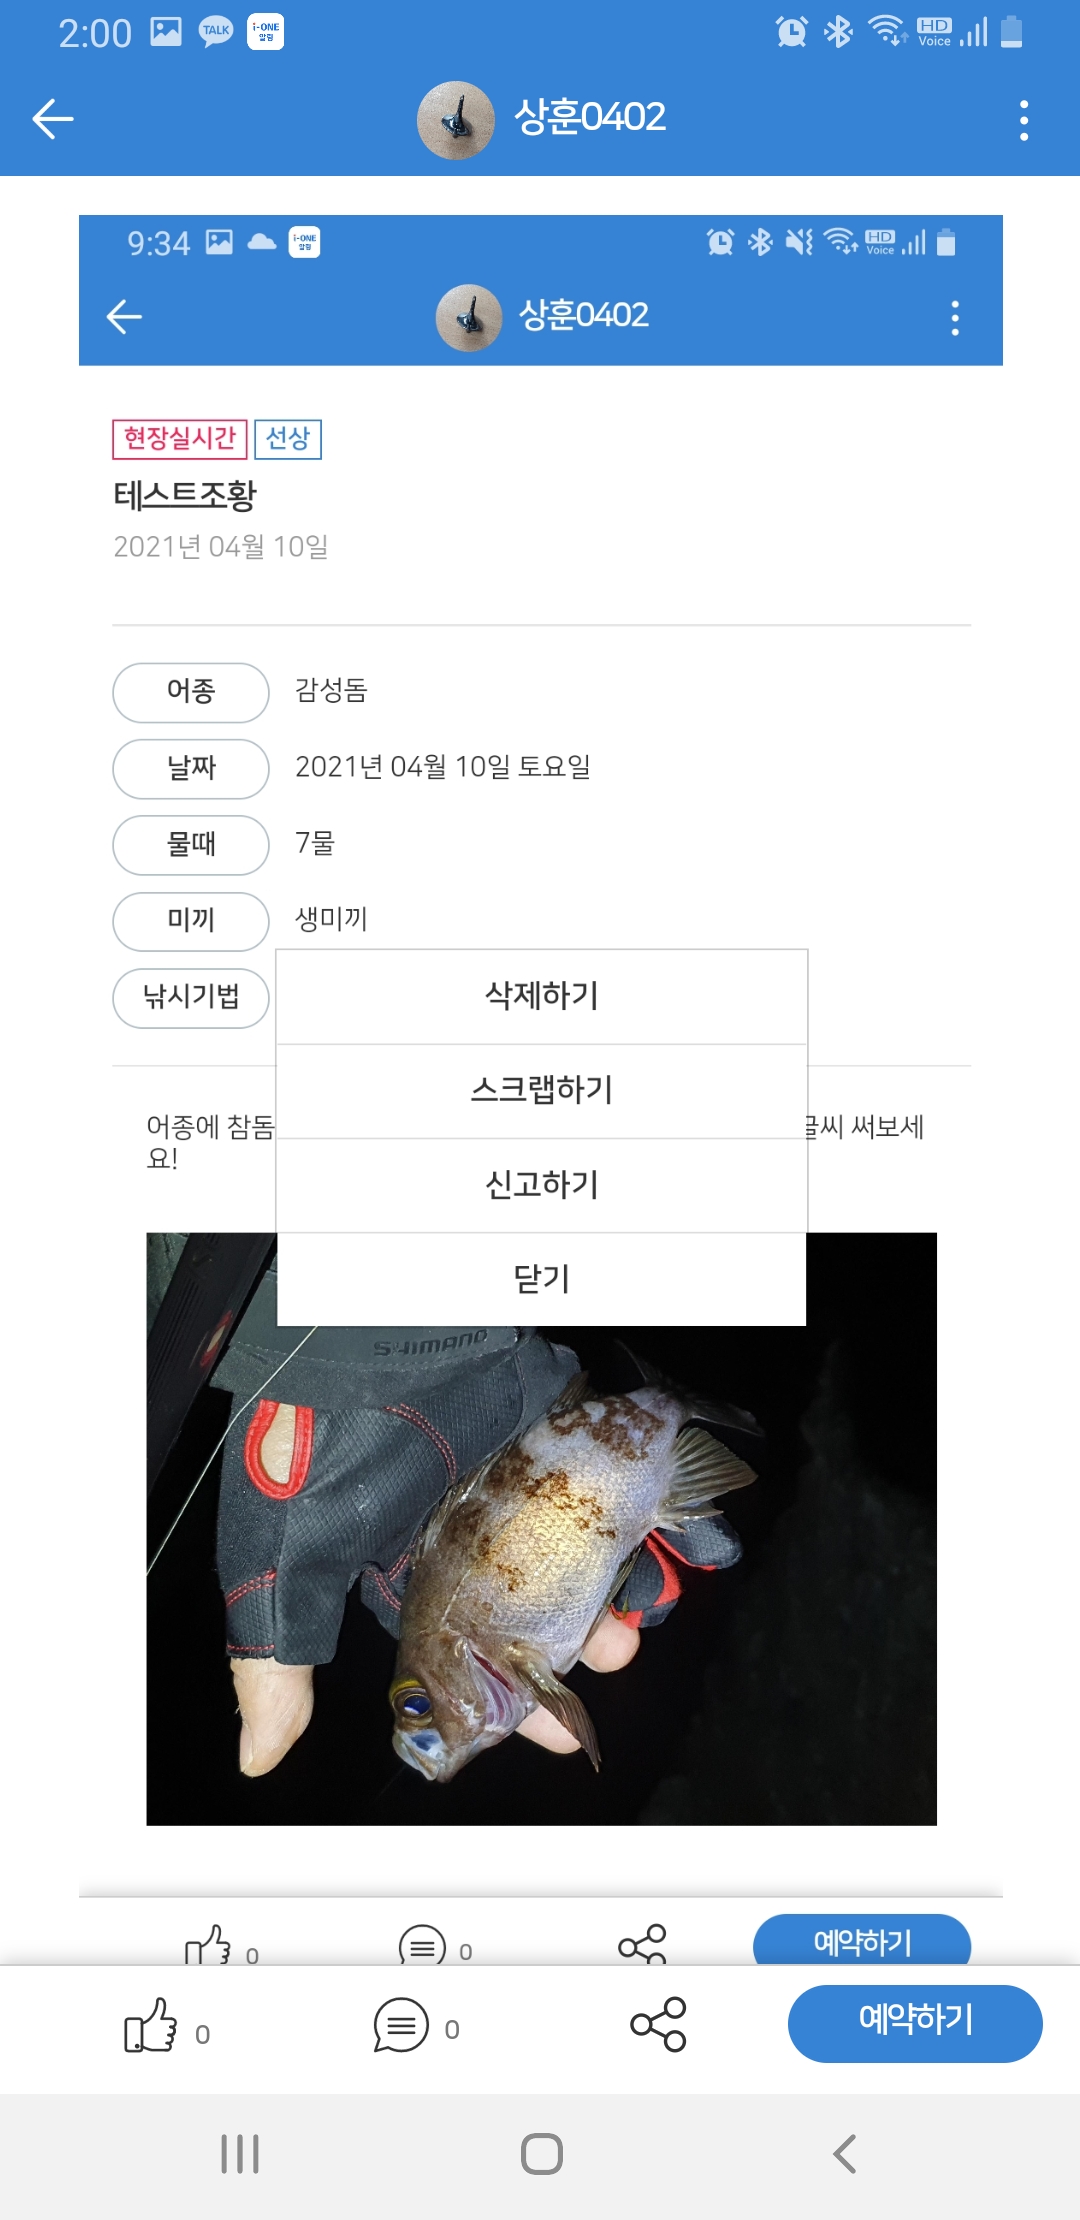 2:00 TALK i-ONE 알림 HD Voice
상훈0402
9:34 i-ONE 알림 HD Voice
상훈0402
현장실시간 선상
테스트조황
2021년 04월 10일
어종 감성돔
날짜 2021년 04월 10일 토요일
물때 7물
미끼 생미끼
낚시기법
삭제하기
스크랩하기
어종에 참돔 글씨 써보세
요!
신고하기
닫기
SHIMANO
0 0 예약하기
0 0 예약하기